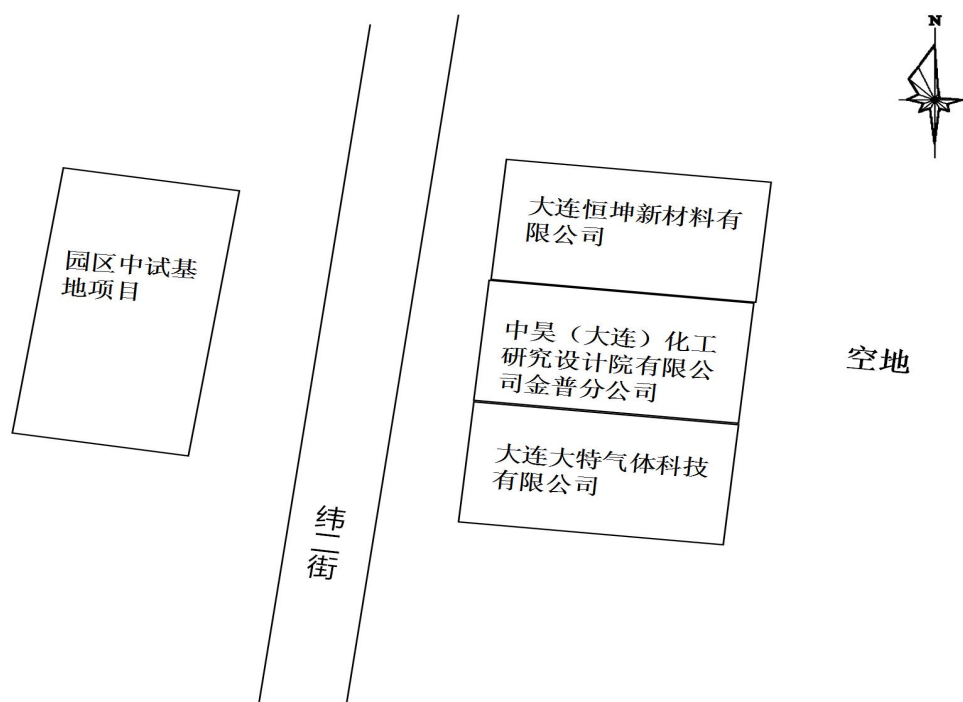 N
大连恒坤新材料有
限公司
园区中试基
地项目
中昊（大连）化工
研究设计院有限公
司金普分公司
空地
大连大特气体科技
有限公司
纬二街